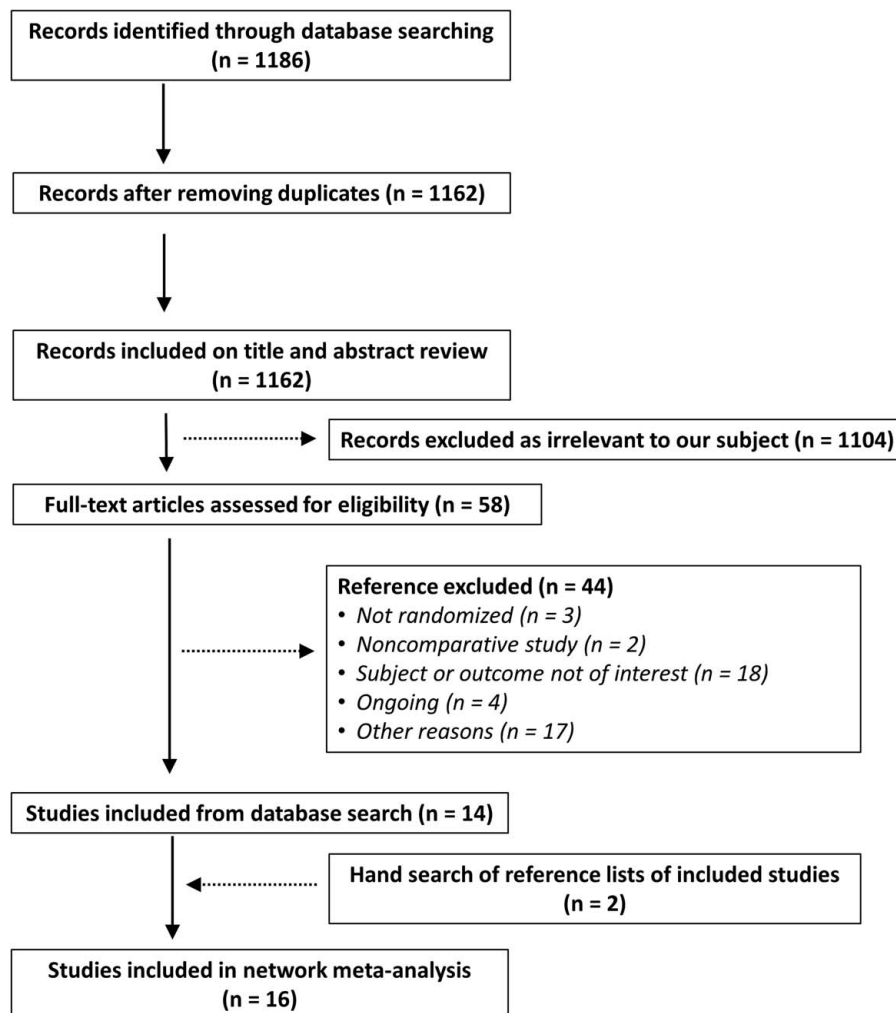 Records identified through database searching
(n = 1186)
Records after removing duplicates (n = 1162)
Records included on title and abstract review
(n = 1162)
Records excluded as irrelevant to our subject (n = 1104)
Full-text articles assessed for eligibility (n = 58)
Reference excluded (n = 44)
• Not randomized (n = 3)
• Noncomparative study (n = 2)
• Subject or outcome not of interest (n = 18)
• Ongoing (n = 4)
• Other reasons (n = 17)
Studies included from database search (n = 14)
Hand search of reference lists of included studies
(n = 2)
Studies included in network meta-analysis
(n = 16)